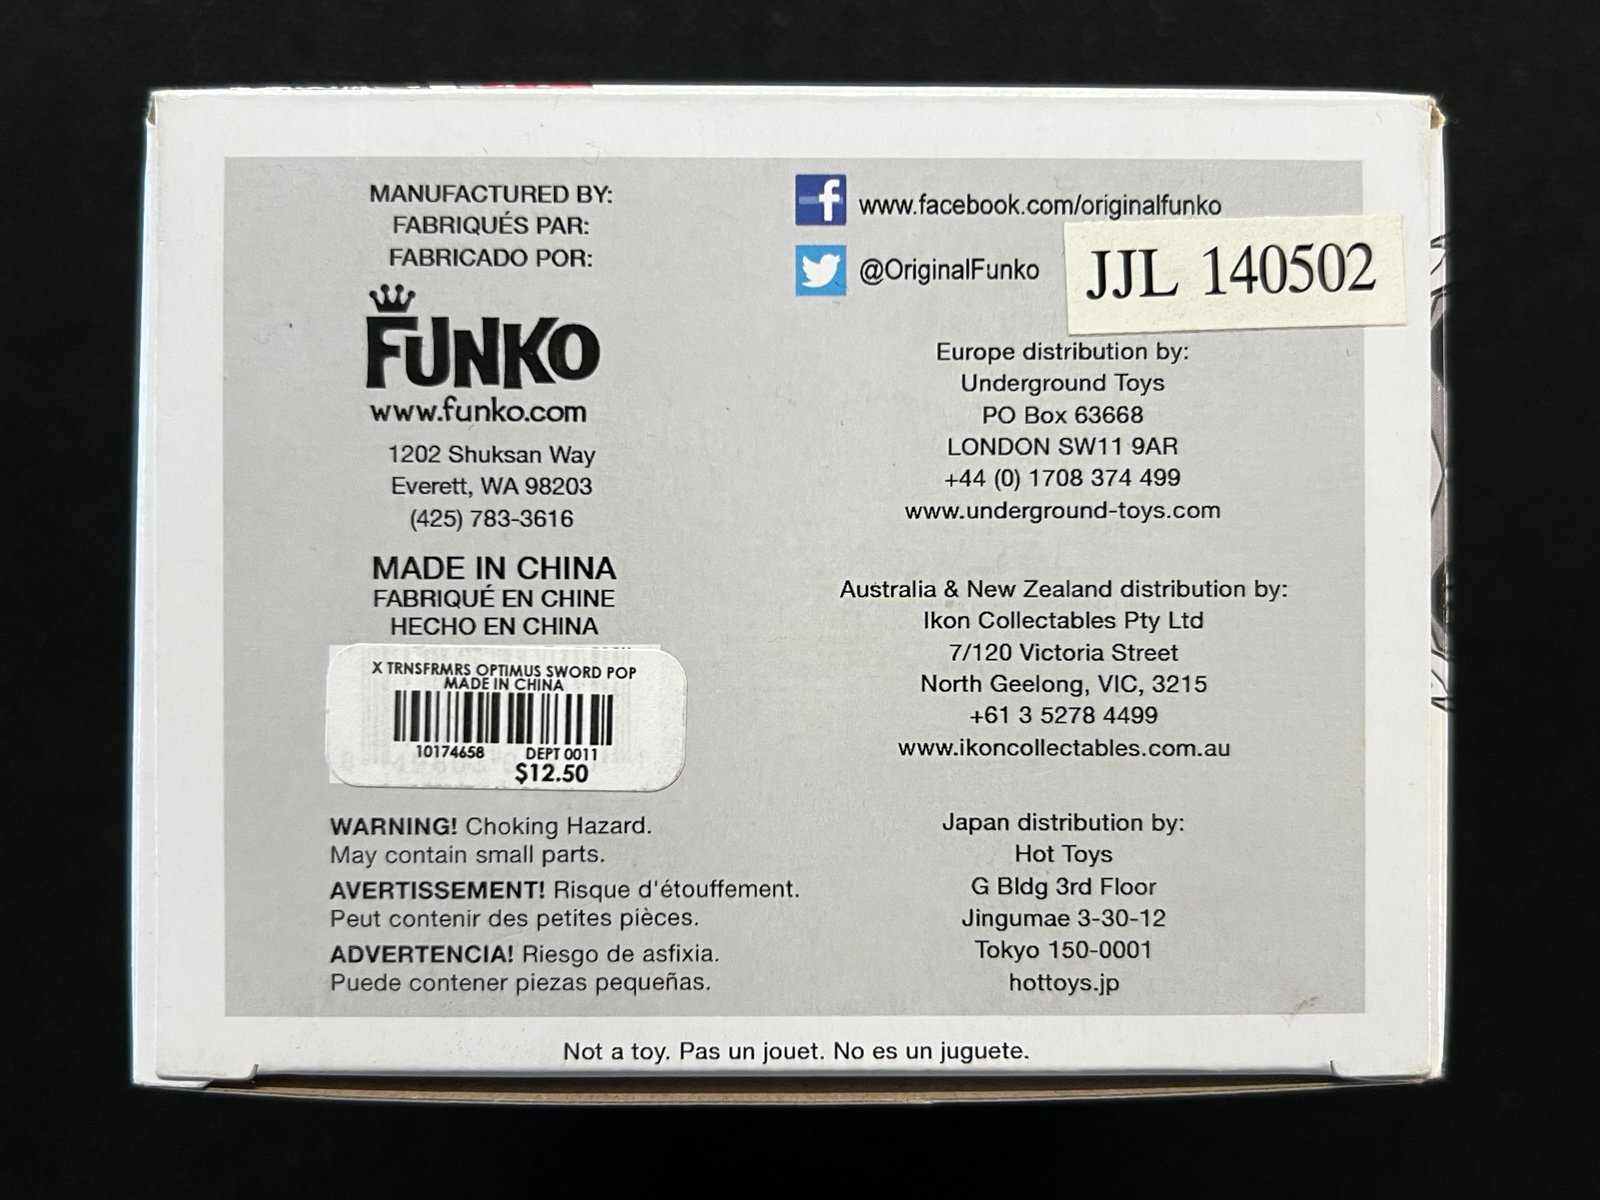 MANUFACTURED BY:
FABRIQUÉS PAR:
FABRICADO POR:
FUNKO
www.funko.com
1202 Shuksan Way
Everett, WA 98203
(425) 783-3616
MADE IN CHINA
FABRIQUÉ EN CHINE
HECHO EN CHINA
X TRNSFRMRS OPTIMUS SWORD POP
MADE IN CHINA
10174658 DEPT 0011
$12.50
WARNING! Choking Hazard.
May contain small parts.
AVERTISSEMENT! Risque d'étouffement.
Peut contenir des petites pièces.
ADVERTENCIA! Riesgo de asfixia.
Puede contener piezas pequeñas.
f www.facebook.com/originalfunko
@OriginalFunko
JJL 140502
Europe distribution by:
Underground Toys
PO Box 63668
LONDON SW11 9AR
+44 (0) 1708 374 499
www.underground-toys.com
Australia & New Zealand distribution by:
Ikon Collectables Pty Ltd
7/120 Victoria Street
North Geelong, VIC, 3215
+61 3 5278 4499
www.ikoncollectables.com.au
Japan distribution by:
Hot Toys
G Bldg 3rd Floor
Jingumae 3-30-12
Tokyo 150-0001
hottoys.jp
Not a toy. Pas un jouet. No es un juguete.